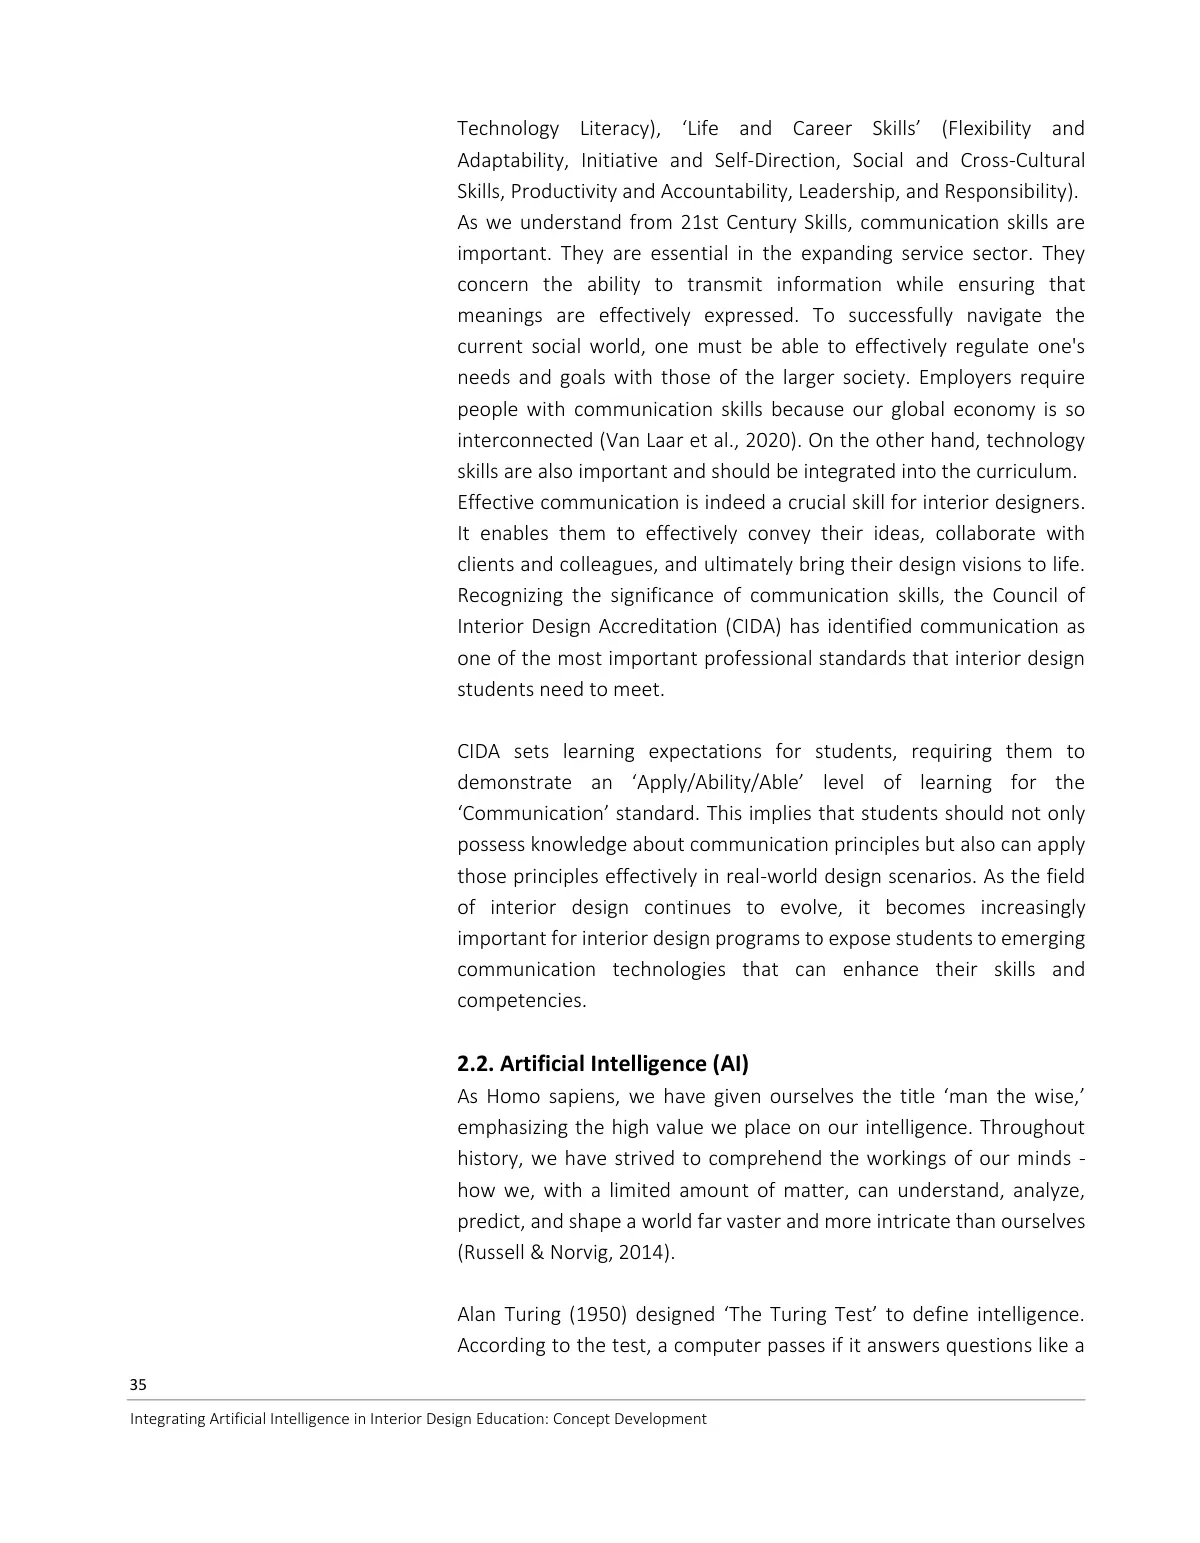 Technology Literacy), ‘Life and Career Skills’ (Flexibility and
Adaptability, Initiative and Self-Direction, Social and Cross-Cultural
Skills, Productivity and Accountability, Leadership, and Responsibility).
As we understand from 21st Century Skills, communication skills are
important. They are essential in the expanding service sector. They
concern the ability to transmit information while ensuring that
meanings are effectively expressed. To successfully navigate the
current social world, one must be able to effectively regulate one's
needs and goals with those of the larger society. Employers require
people with communication skills because our global economy is so
interconnected (Van Laar et al., 2020). On the other hand, technology
skills are also important and should be integrated into the curriculum.
Effective communication is indeed a crucial skill for interior designers.
It enables them to effectively convey their ideas, collaborate with
clients and colleagues, and ultimately bring their design visions to life.
Recognizing the significance of communication skills, the Council of
Interior Design Accreditation (CIDA) has identified communication as
one of the most important professional standards that interior design
students need to meet.
CIDA sets learning expectations for students, requiring them to
demonstrate an ‘Apply/Ability/Able’ level of learning for the
‘Communication’ standard. This implies that students should not only
possess knowledge about communication principles but also can apply
those principles effectively in real-world design scenarios. As the field
of interior design continues to evolve, it becomes increasingly
important for interior design programs to expose students to emerging
communication technologies that can enhance their skills and
competencies.
2.2. Artificial Intelligence (AI)
As Homo sapiens, we have given ourselves the title ‘man the wise,’
emphasizing the high value we place on our intelligence. Throughout
history, we have strived to comprehend the workings of our minds -
how we, with a limited amount of matter, can understand, analyze,
predict, and shape a world far vaster and more intricate than ourselves
(Russell & Norvig, 2014).
Alan Turing (1950) designed ‘The Turing Test’ to define intelligence.
According to the test, a computer passes if it answers questions like a
35
Integrating Artificial Intelligence in Interior Design Education: Concept Development